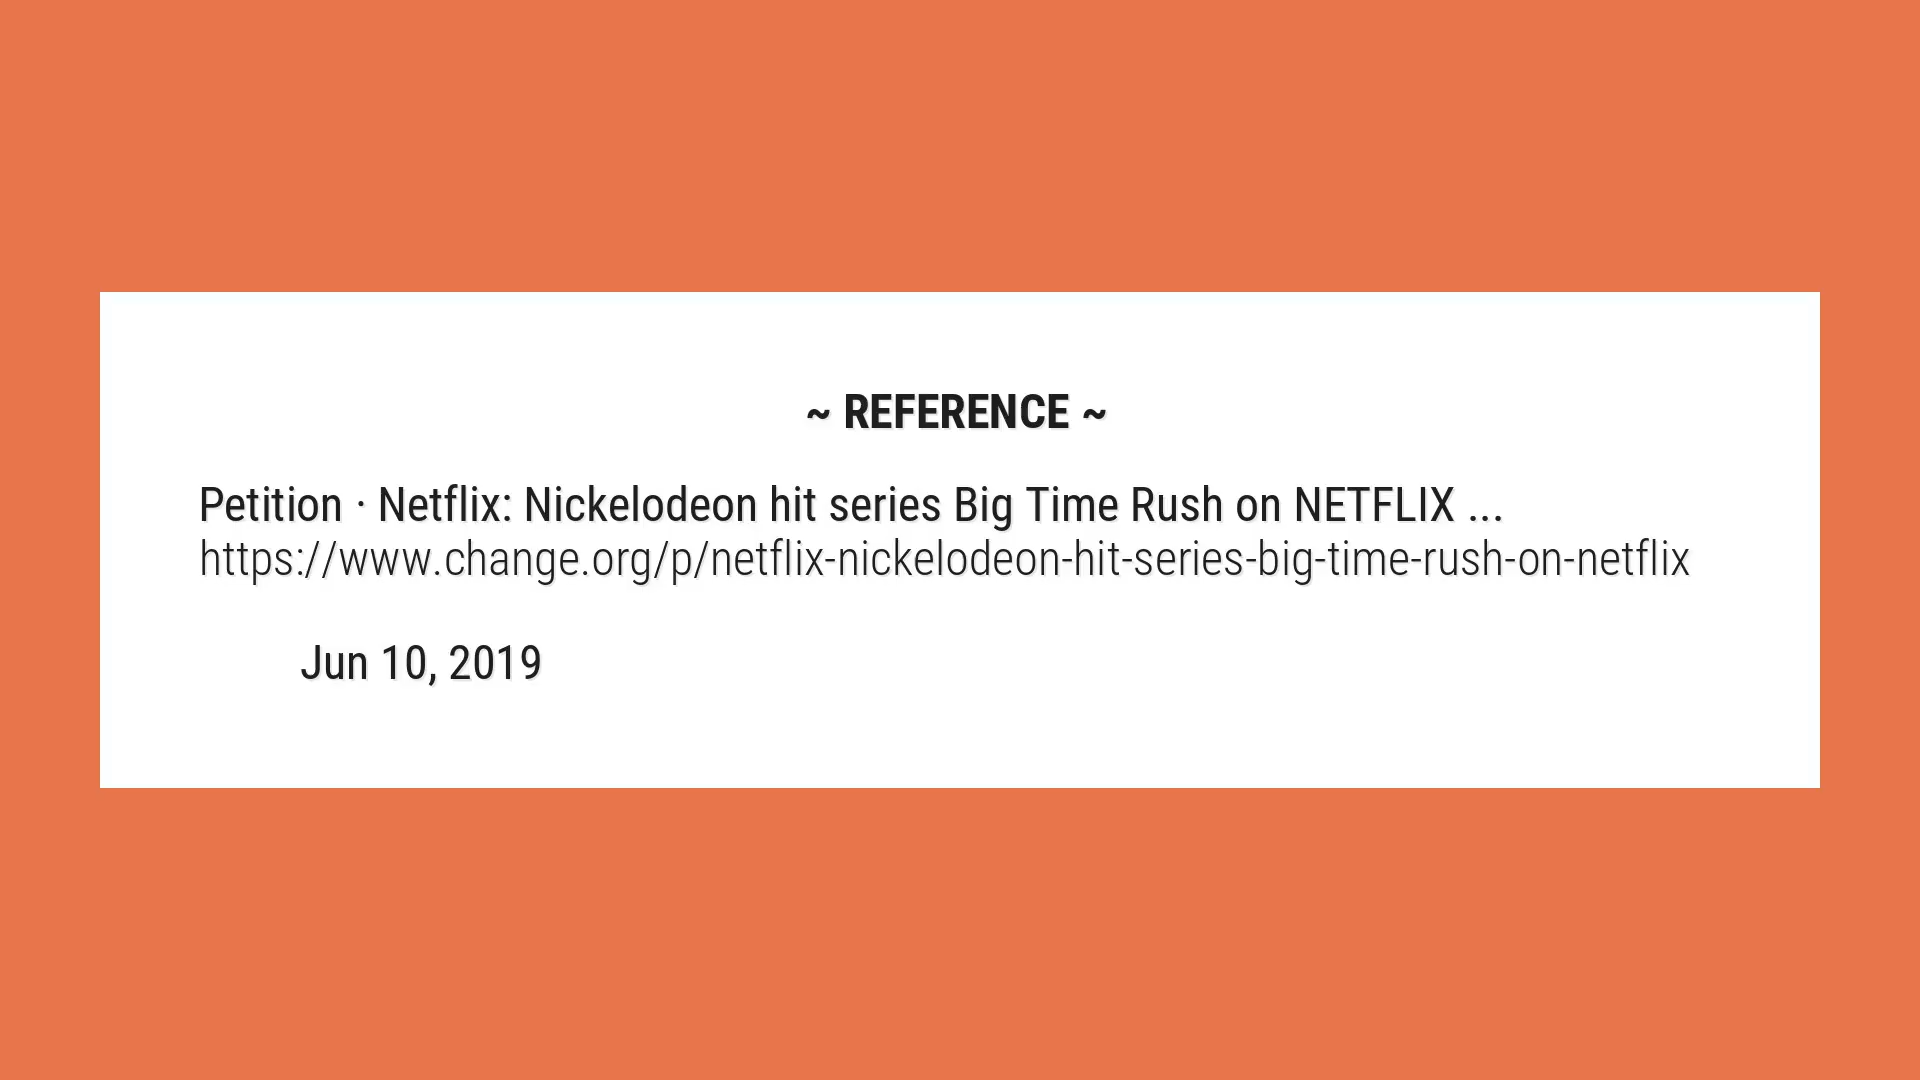 ~ REFERENCE ~
Petition · Netflix: Nickelodeon hit series Big Time Rush on NETFLIX ...
https://www.change.org/p/netflix-nickelodeon-hit-series-big-time-rush-on-netflix
Jun 10, 2019